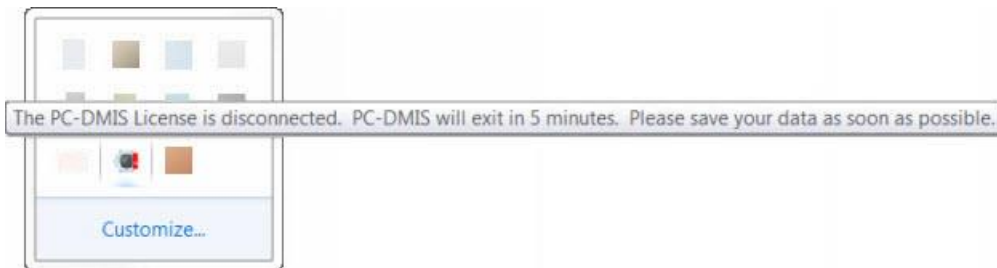 The PC-DMIS License is disconnected.  PC-DMIS will exit in 5 minutes.  Please save your data as soon as possible.
Customize...